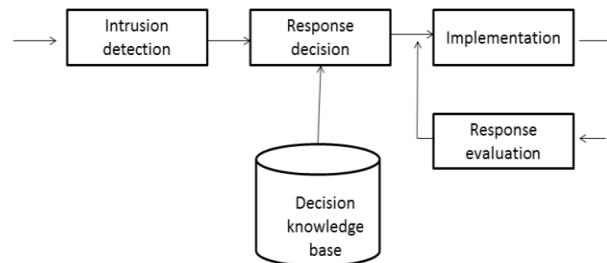 Intrusion
detection
Response
decision
Implementation
Response
evaluation
Decision
knowledge
base